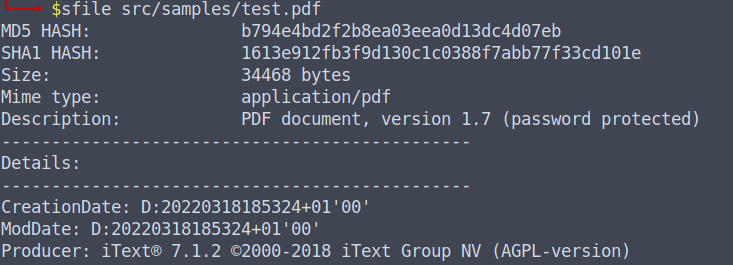 $sfile src/samples/test.pdf
MD5 HASH: b794e4bd2f2b8ea03eea0d13dc4d07eb
SHA1 HASH: 1613e912fb3f9d130c1c0388f7abb77f33cd101e
Size: 34468 bytes
Mime type: application/pdf
Description: PDF document, version 1.7 (password protected)
-----------------------------------------------
Details:
-----------------------------------------------
CreationDate: D:20220318185324+01'00'
ModDate: D:20220318185324+01'00'
Producer: iText® 7.1.2 ©2000-2018 iText Group NV (AGPL-version)